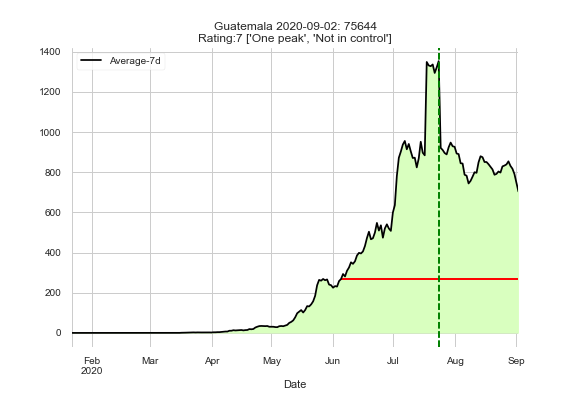 Guatemala 2020-09-02: 75644
Rating:7 ['One peak', 'Not in control']
Average-7d
1400
1200
1000
800
600
400
200
0
Feb
2020
Mar
Apr
May
Jun
Jul
Aug
Sep
Date